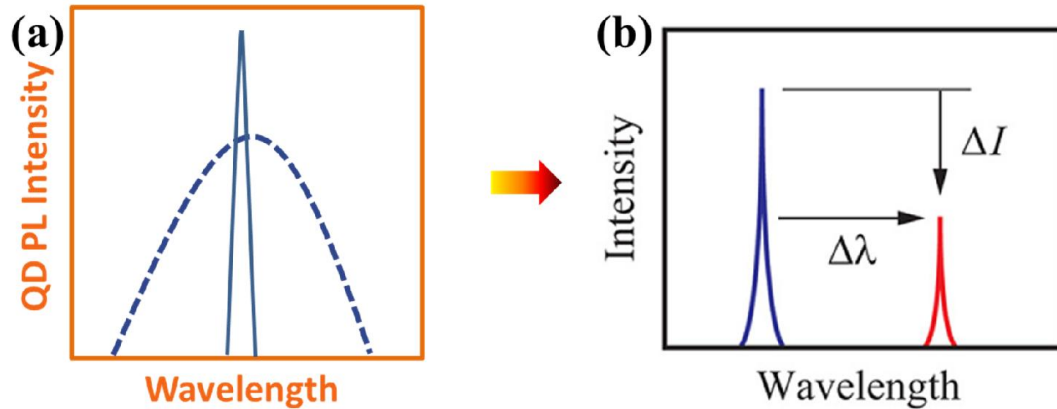 (a)
QD PL Intensity
Wavelength
(b)
Intensity
ΔI
Δλ
Wavelength